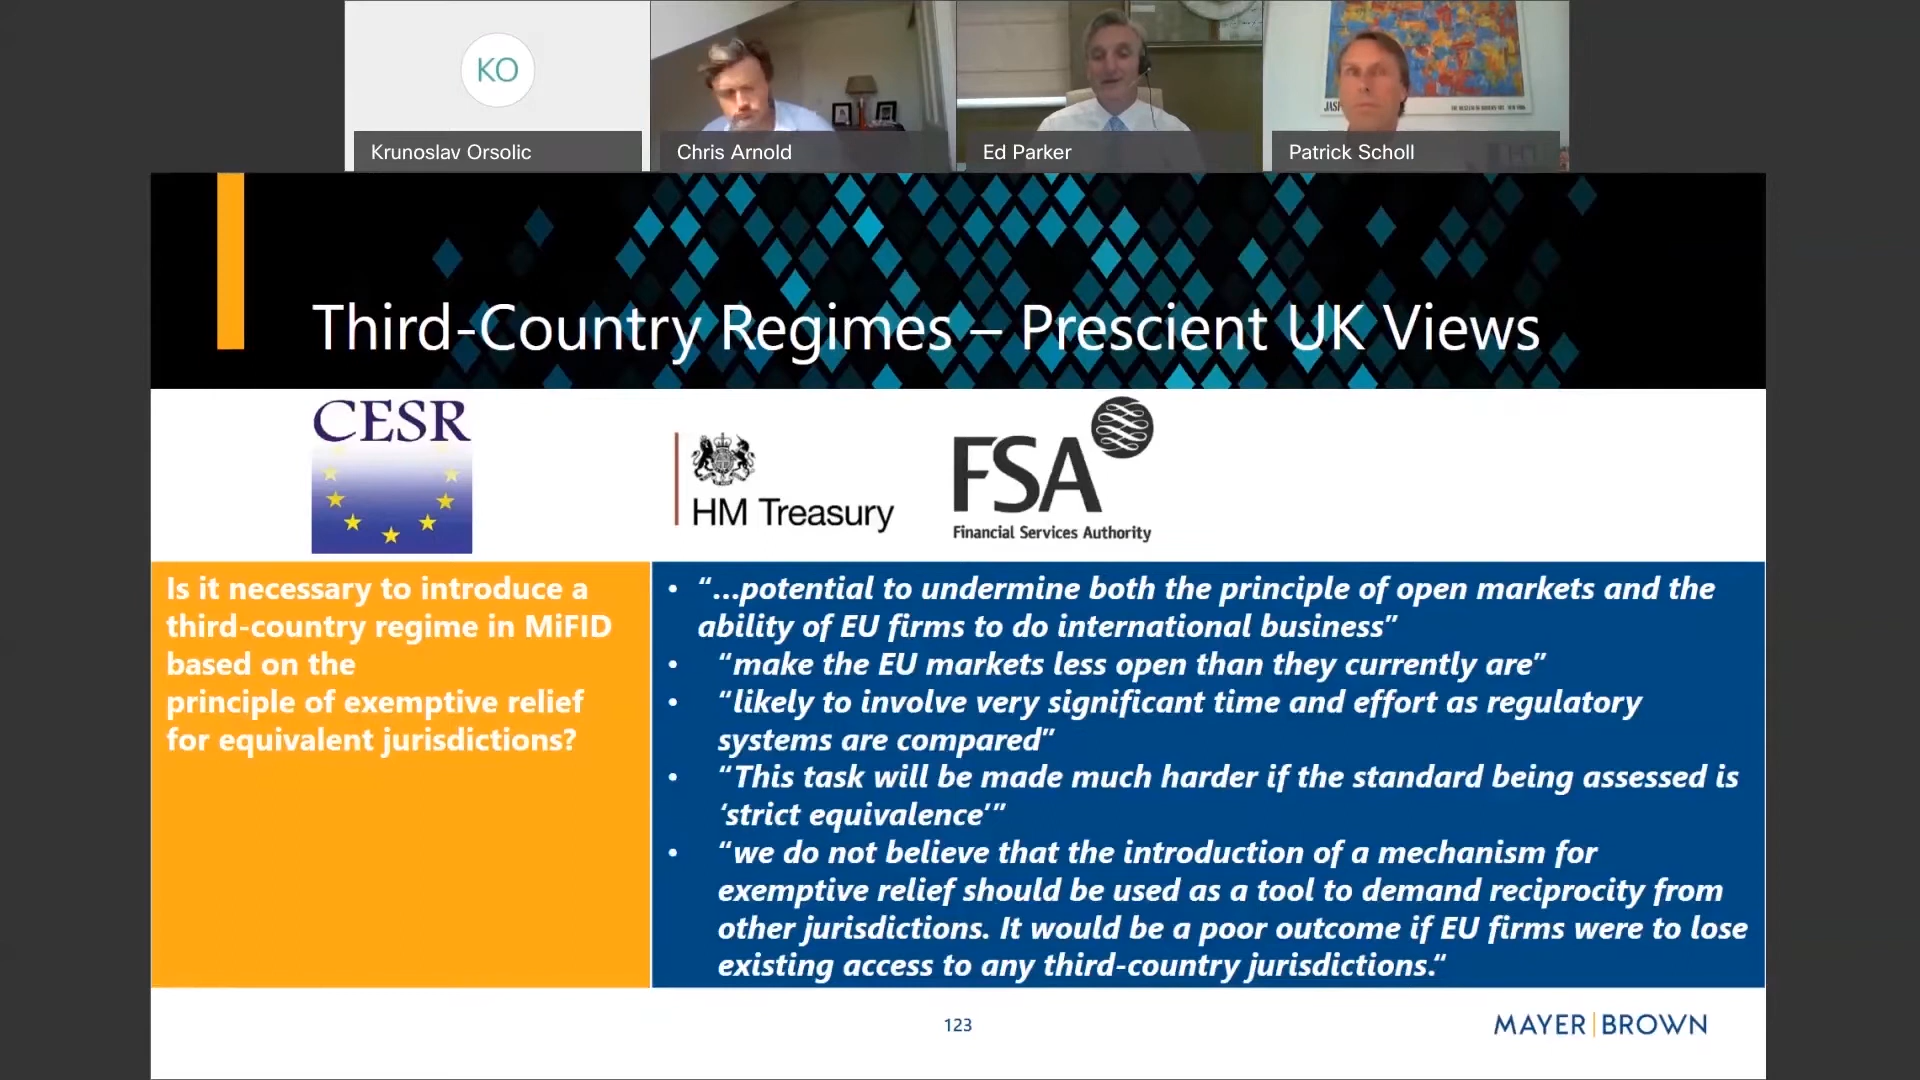 KO
Krunoslav Orsolic
Chris Arnold
Ed Parker
JASP
Patrick Scholl
Third-Country Regimes – Prescient UK Views
CESR
HM Treasury
FSA
Financial Services Authority
Is it necessary to introduce a
third-country regime in MiFID
based on the
principle of exemptive relief
for equivalent jurisdictions?
• “...potential to undermine both the principle of open markets and the
ability of EU firms to do international business”
• “make the EU markets less open than they currently are”
• “likely to involve very significant time and effort as regulatory
systems are compared”
• “This task will be made much harder if the standard being assessed is
‘strict equivalence’”
• “we do not believe that the introduction of a mechanism for
exemptive relief should be used as a tool to demand reciprocity from
other jurisdictions. It would be a poor outcome if EU firms were to lose
existing access to any third-country jurisdictions.“
123
MAYER | BROWN